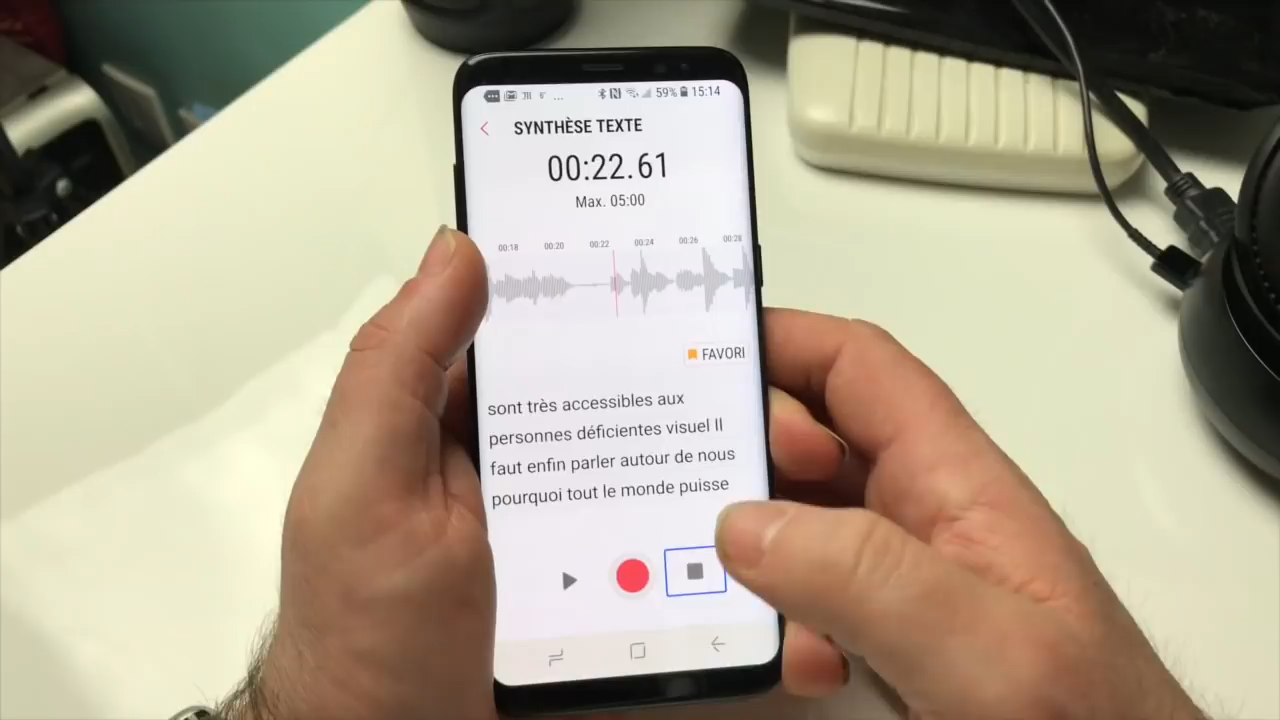 59% 15:14
SYNTHÈSE TEXTE
00:22.61
Max. 05:00
00:18 00:20 00:22 00:24 00:26 00:28
FAVORI
sont très accessibles aux
personnes déficientes visuel Il
faut enfin parler autour de nous
pourquoi tout le monde puisse